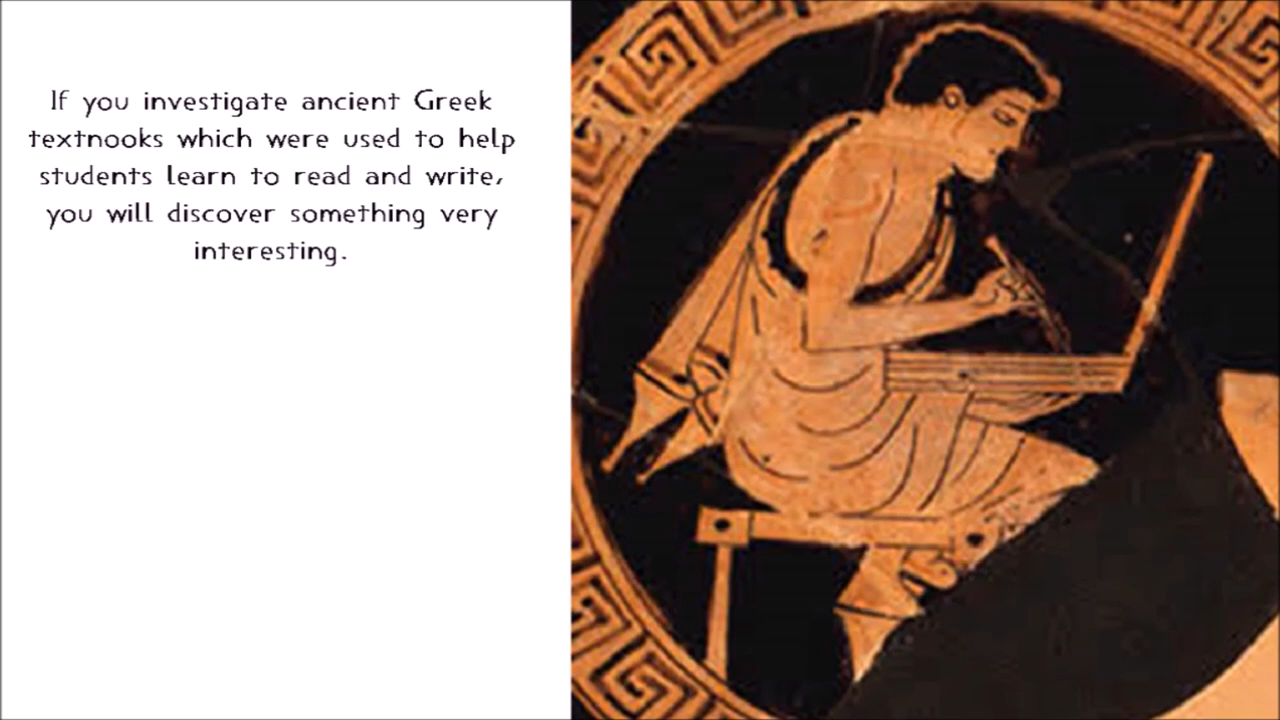 If you investigate ancient Greek
textnooks which were used to help
students learn to read and write,
you will discover something very
interesting.